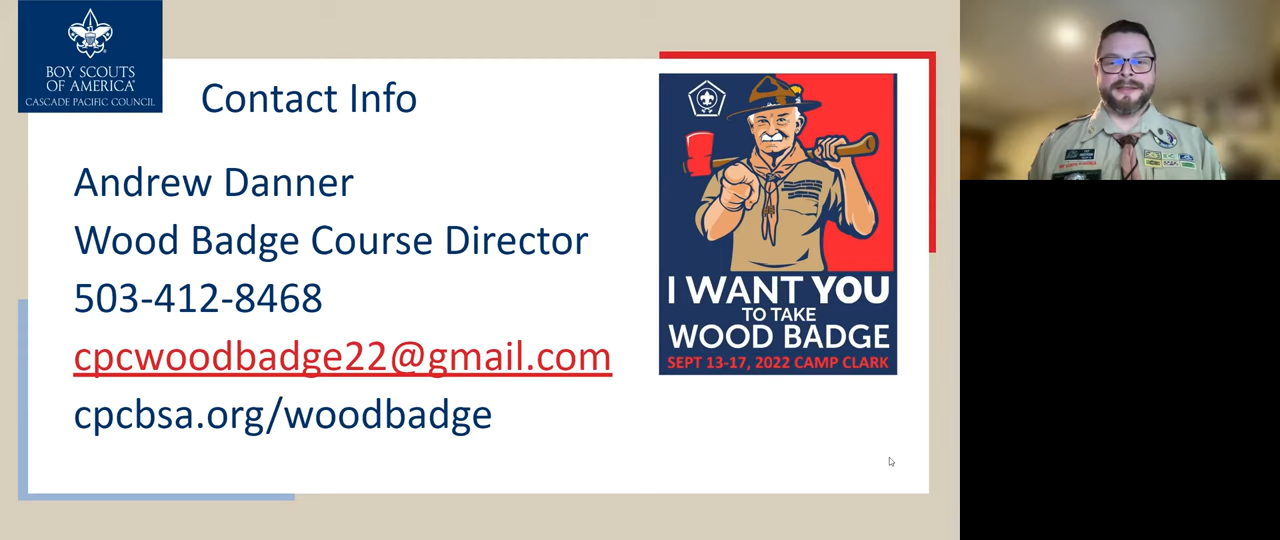 BOY SCOUTS
OF AMERICA®
CASCADE PACIFIC COUNCIL
Contact Info
Andrew Danner
Wood Badge Course Director
503-412-8468
cpcwoodbadge22@gmail.com
cpcbsa.org/woodbadge
I WANT YOU
TO TAKE
WOOD BADGE
SEPT 13-17, 2022 CAMP CLARK